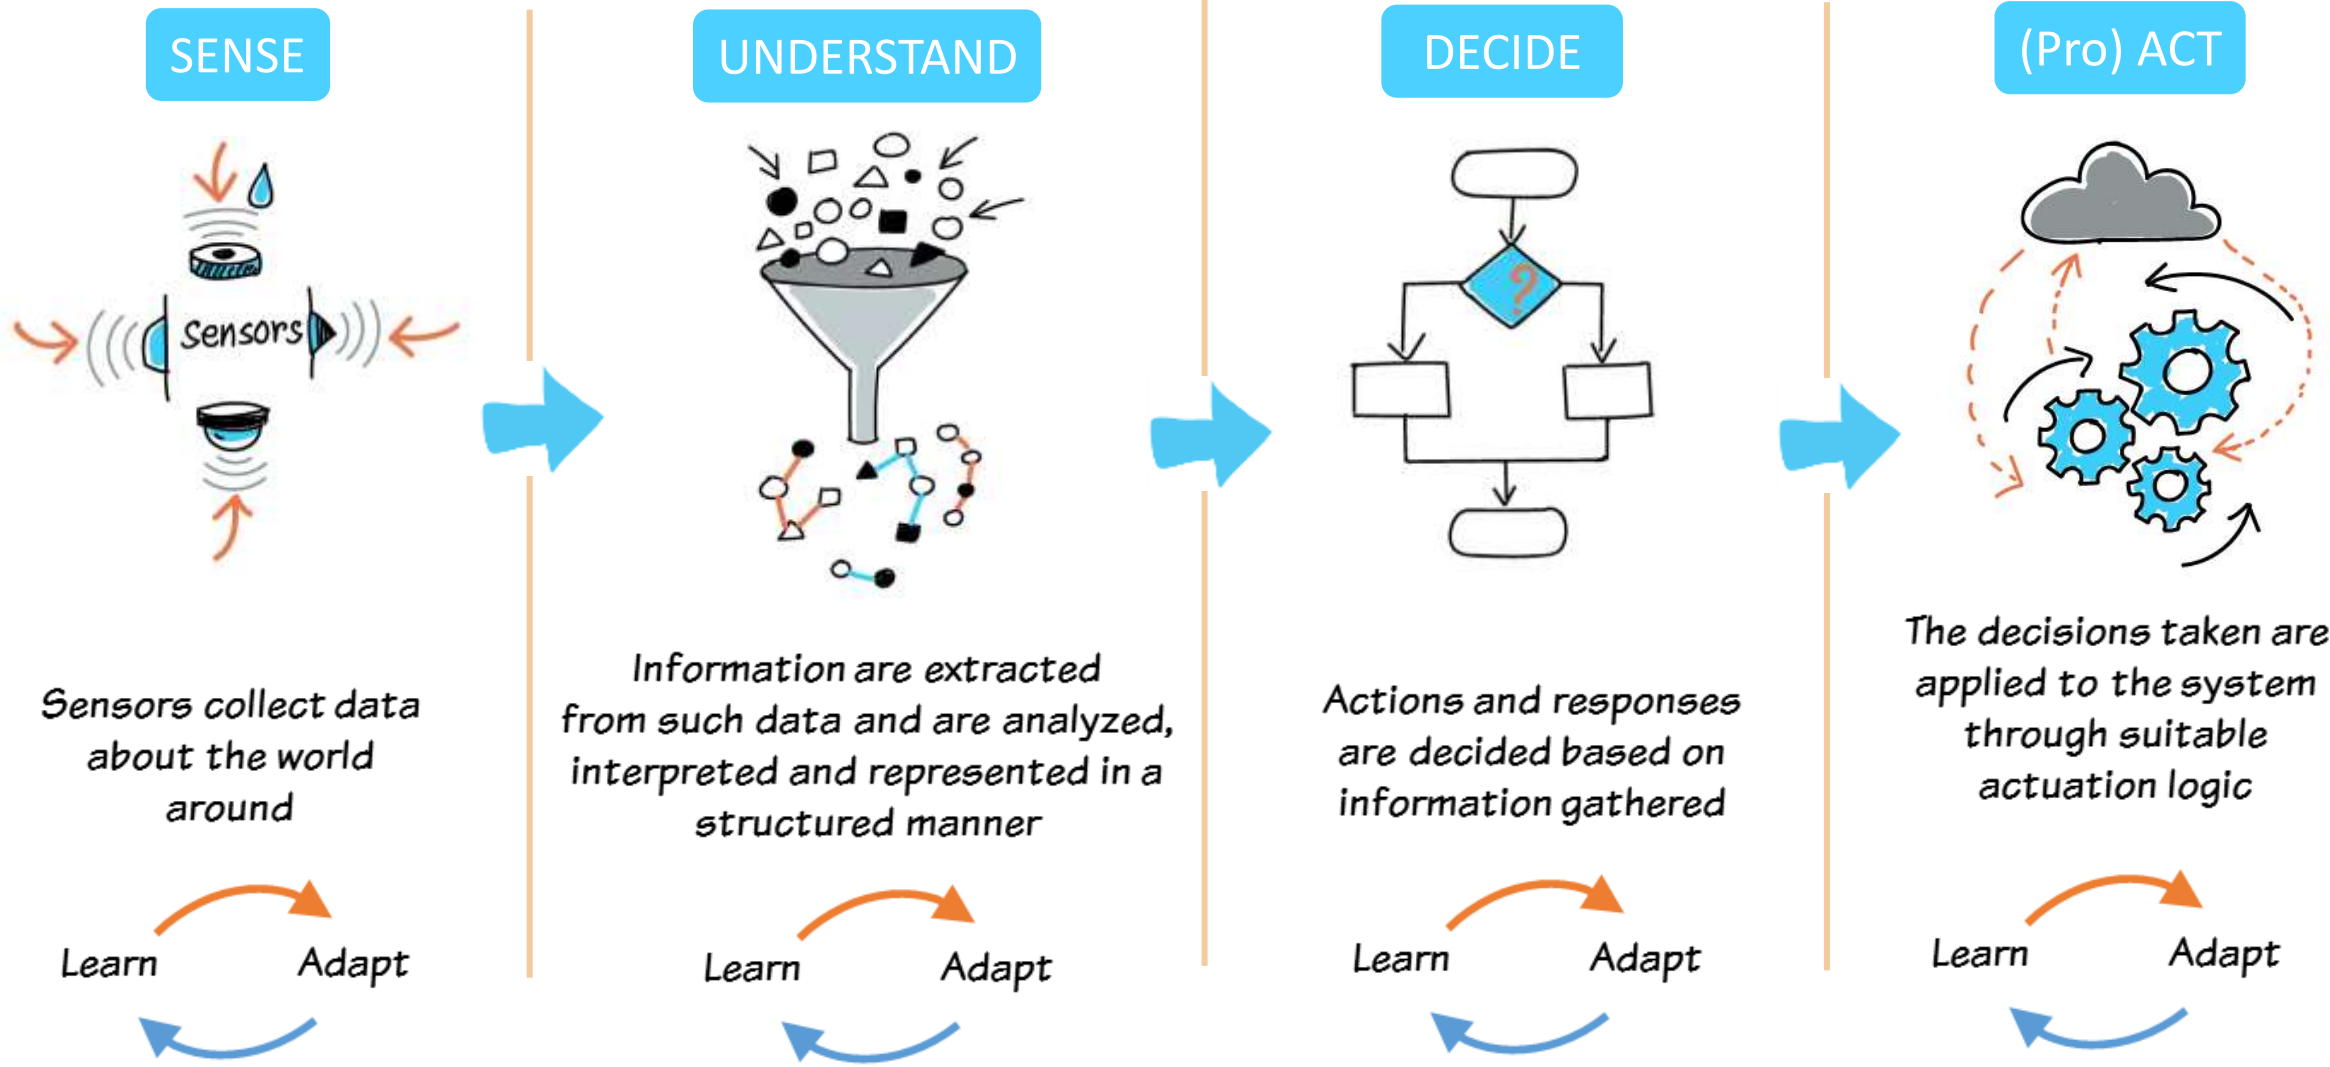 SENSE
UNDERSTAND
DECIDE
(Pro) ACT
Sensors
?
Sensors collect data
about the world
around
Information are extracted
from such data and are analyzed,
interpreted and represented in a
structured manner
Actions and responses
are decided based on
information gathered
The decisions taken are
applied to the system
through suitable
actuation logic
Learn Adapt
Learn Adapt
Learn Adapt
Learn Adapt